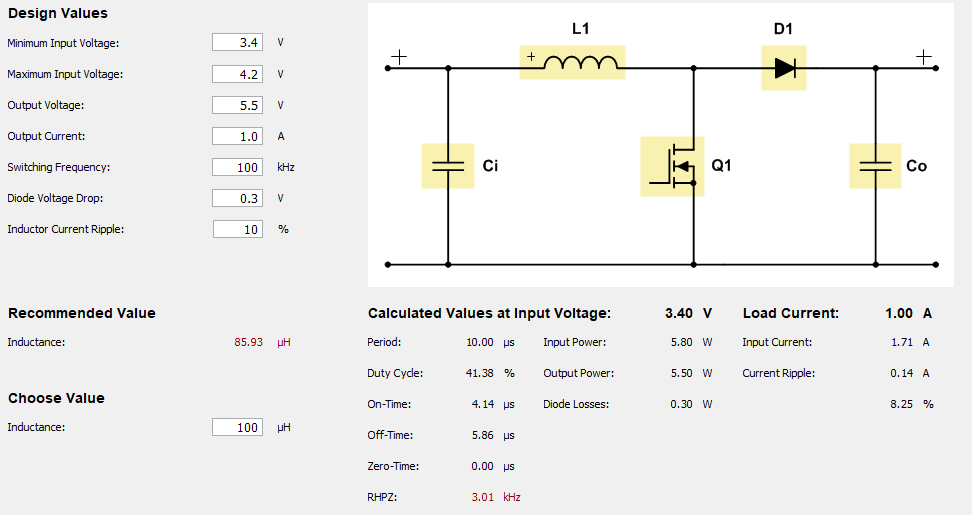 Design Values
Minimum Input Voltage: 3.4 V
Maximum Input Voltage: 4.2 V
Output Voltage: 5.5 V
Output Current: 1.0 A
Switching Frequency: 100 kHz
Diode Voltage Drop: 0.3 V
Inductor Current Ripple: 10 %
L1 D1
+ + +
Ci Q1 Co
Recommended Value
Inductance: 85.93 µH
Choose Value
Inductance: 100 µH
Calculated Values at Input Voltage: 3.40 V Load Current: 1.00 A
Period: 10.00 µs Input Power: 5.80 W Input Current: 1.71 A
Duty Cycle: 41.38 % Output Power: 5.50 W Current Ripple: 0.14 A
On-Time: 4.14 µs Diode Losses: 0.30 W 8.25 %
Off-Time: 5.86 µs
Zero-Time: 0.00 µs
RHPZ: 3.01 kHz